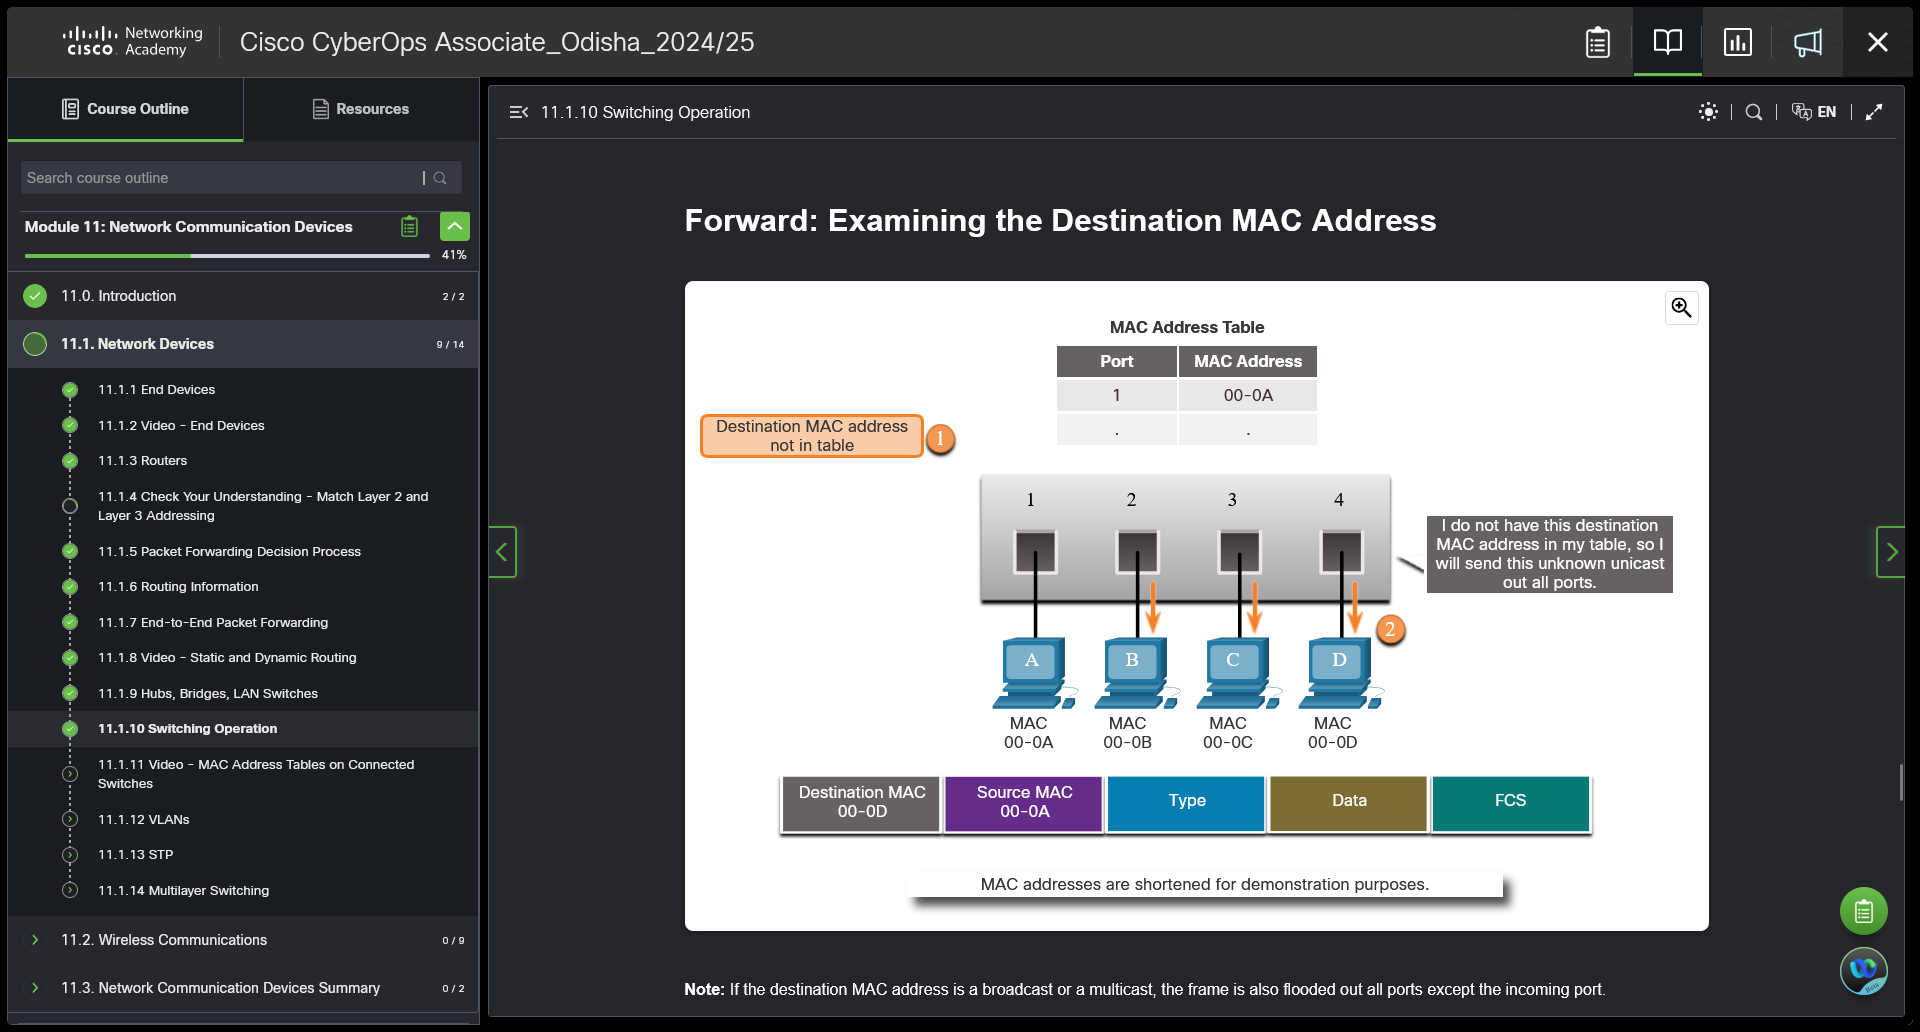 Networking
CISCO Academy
Cisco CyberOps Associate_Odisha_2024/25
Course Outline
Resources
Search course outline
Module 11: Network Communication Devices
41%
11.0. Introduction
2 / 2
11.1. Network Devices
9 / 14
11.1.1 End Devices
11.1.2 Video - End Devices
11.1.3 Routers
11.1.4 Check Your Understanding - Match Layer 2 and
Layer 3 Addressing
11.1.5 Packet Forwarding Decision Process
11.1.6 Routing Information
11.1.7 End-to-End Packet Forwarding
11.1.8 Video - Static and Dynamic Routing
11.1.9 Hubs, Bridges, LAN Switches
11.1.10 Switching Operation
11.1.11 Video - MAC Address Tables on Connected
Switches
11.1.12 VLANs
11.1.13 STP
11.1.14 Multilayer Switching
11.2. Wireless Communications
0 / 9
11.3. Network Communication Devices Summary
0 / 2
11.1.10 Switching Operation
EN
Forward: Examining the Destination MAC Address
MAC Address Table
Port MAC Address
1 00-0A
. .
Destination MAC address
not in table
1
1 2 3 4
I do not have this destination
MAC address in my table, so I
will send this unknown unicast
out all ports.
2
A B C D
MAC MAC MAC MAC
00-0A 00-0B 00-0C 00-0D
Destination MAC
00-0D
Source MAC
00-0A
Type
Data
FCS
MAC addresses are shortened for demonstration purposes.
Note: If the destination MAC address is a broadcast or a multicast, the frame is also flooded out all ports except the incoming port.
Beta